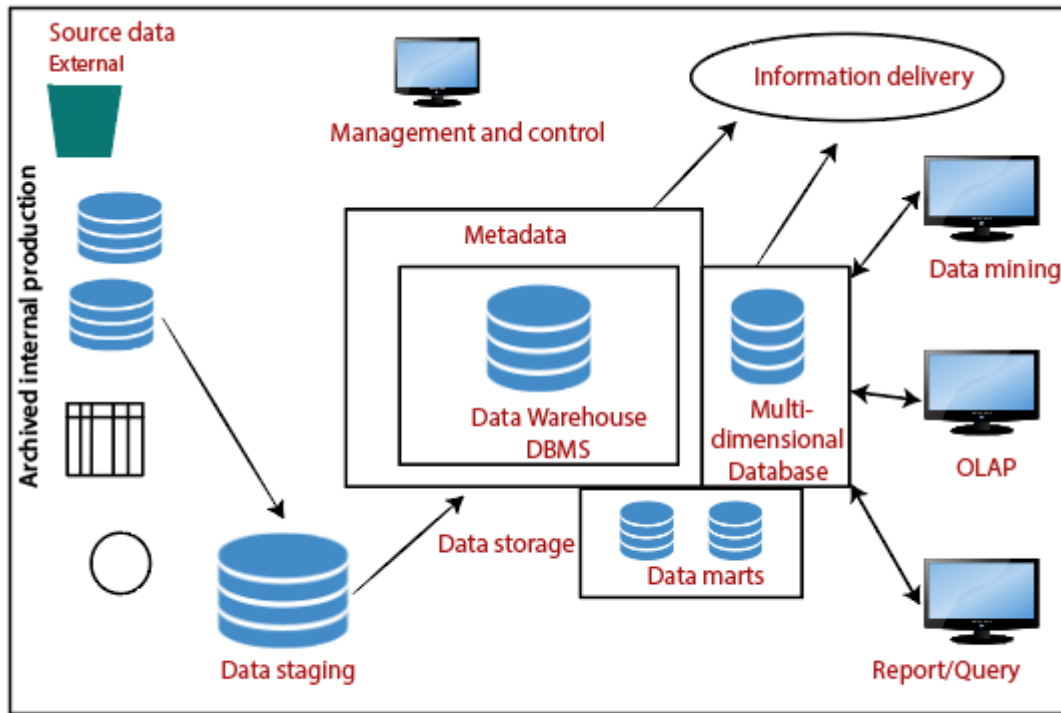 Source data
External
Archived internal production
Management and control
Information delivery
Metadata
Data Warehouse
DBMS
Multi-
dimensional
Database
Data mining
OLAP
Data storage
Data marts
Data staging
Report/Query